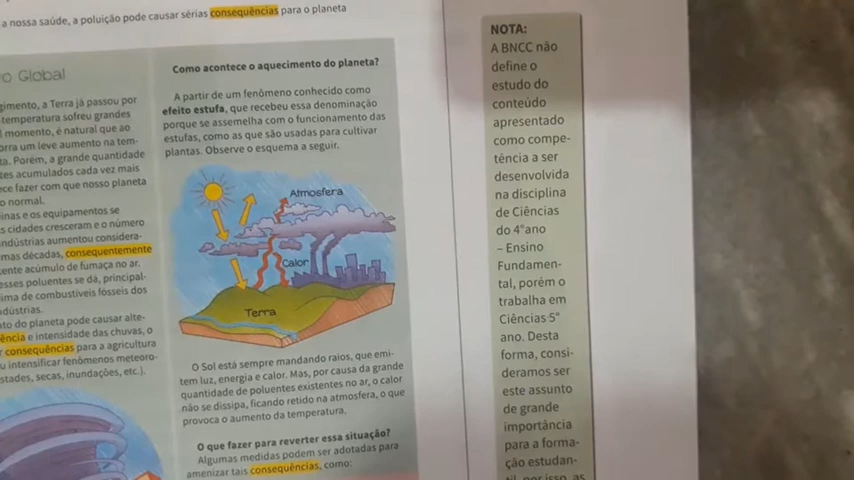 a nossa saúde, a poluição pode causar sérias consequências para o planeta
o Global
gimento, a Terra já passou por
temperatura sofreu grandes
l momento, é natural que ao
orra um leve aumento na tem-
ta. Porém, a grande quantidade
tes acumulados cada vez mais
ece fazer com que nosso planeta
o normal.
inas e os equipamentos se
s cidades cresceram e o número
indústrias aumentou considera-
mas décadas, consequentemente
cente acúmulo de fumaça no ar.
esses poluentes se dá, principal-
ima de combustíveis fósseis dos
dústrias.
to do planeta pode causar alte-
ência e intensidade das chuvas, o
r consequências para a agricultura
u intensificar fenômenos meteoro-
stades, secas, inundações, etc.).
Como acontece o aquecimento do planeta?
A partir de um fenômeno conhecido como
efeito estufa, que recebeu essa denominação
porque se assemelha com o funcionamento das
estufas, como as que são usadas para cultivar
plantas. Observe o esquema a seguir.
Atmosfera
Calor
Terra
O Sol está sempre mandando raios, que emi-
tem luz, energia e calor. Mas, por causa da grande
quantidade de poluentes existentes no ar, o calor
não se dissipa, ficando retido na atmosfera, o que
provoca o aumento da temperatura.
O que fazer para reverter essa situação?
Algumas medidas podem ser adotadas para
amenizar tais consequências, como:
NOTA:
A BNCC não
define o
estudo do
conteúdo
apresentado
como compe-
tência a ser
desenvolvida
na disciplina
de Ciências
do 4°ano
– Ensino
Fundamen-
tal, porém o
trabalha em
Ciências 5°
ano. Desta
forma, consi-
deramos ser
este assunto
de grande
importância
para a forma-
ção estudan-
til, por isso, as